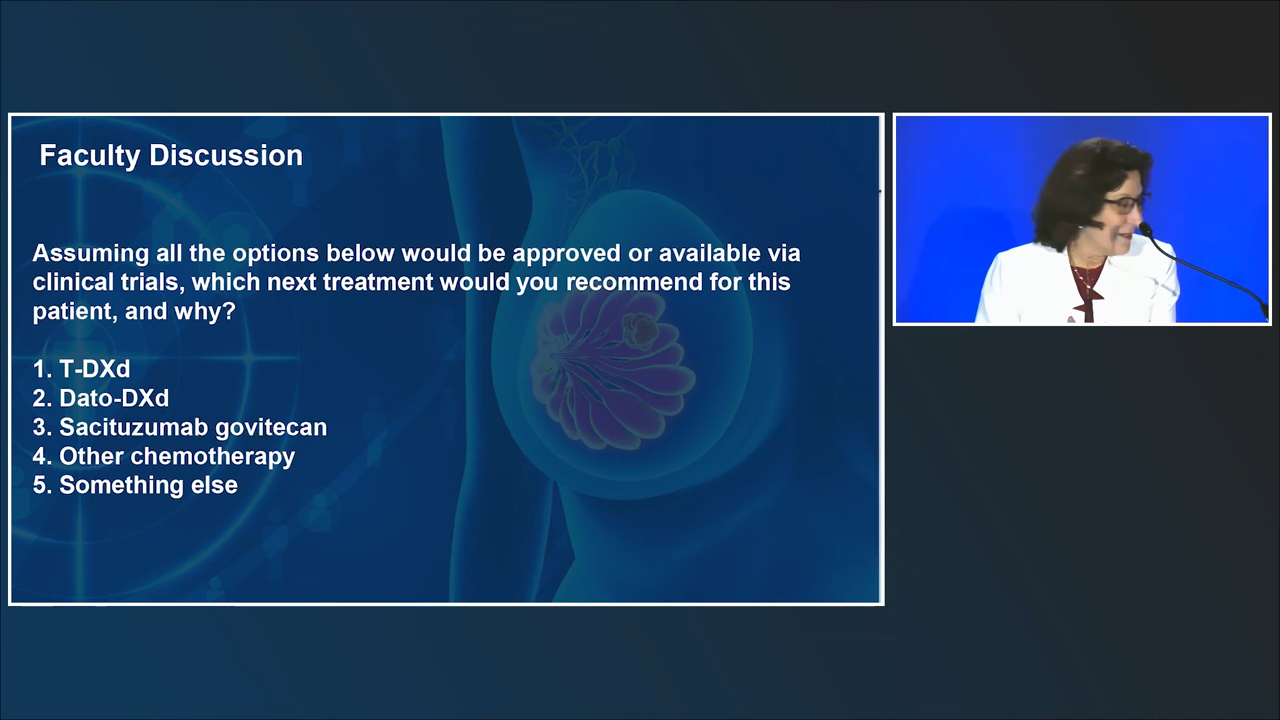 Faculty Discussion
Assuming all the options below would be approved or available via
clinical trials, which next treatment would you recommend for this
patient, and why?
1. T-DXd
2. Dato-DXd
3. Sacituzumab govitecan
4. Other chemotherapy
5. Something else